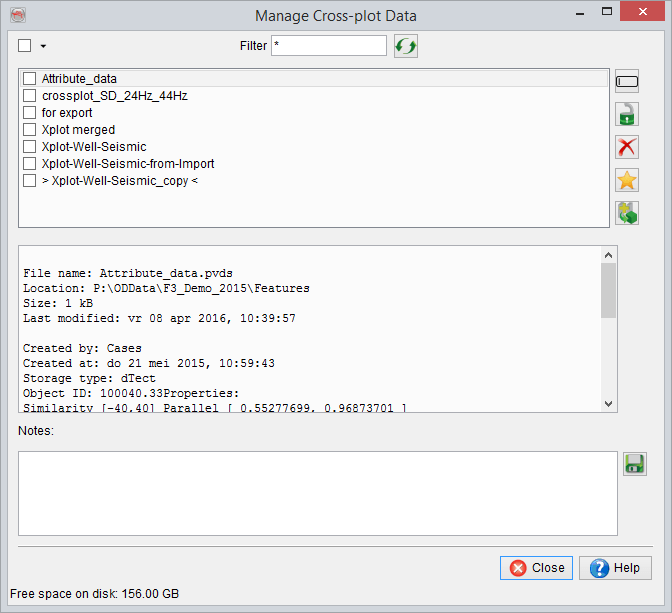 Manage Cross-plot Data
Filter *
Attribute_data
crossplot_SD_24Hz_44Hz
for export
Xplot merged
Xplot-Well-Seismic
Xplot-Well-Seismic-from-Import
> Xplot-Well-Seismic_copy <
File name: Attribute_data.pvds
Location: P:\ODData\F3_Demo_2015\Features
Size: 1 kB
Last modified: vr 08 apr 2016, 10:39:57
Created by: Cases
Created at: do 21 mei 2015, 10:59:43
Storage type: dTect
Object ID: 100040.33Properties:
Similarity [-40,40] Parallel [ 0.55277699, 0.96873701 ]
Notes:
Close
Help
Free space on disk: 156.00 GB